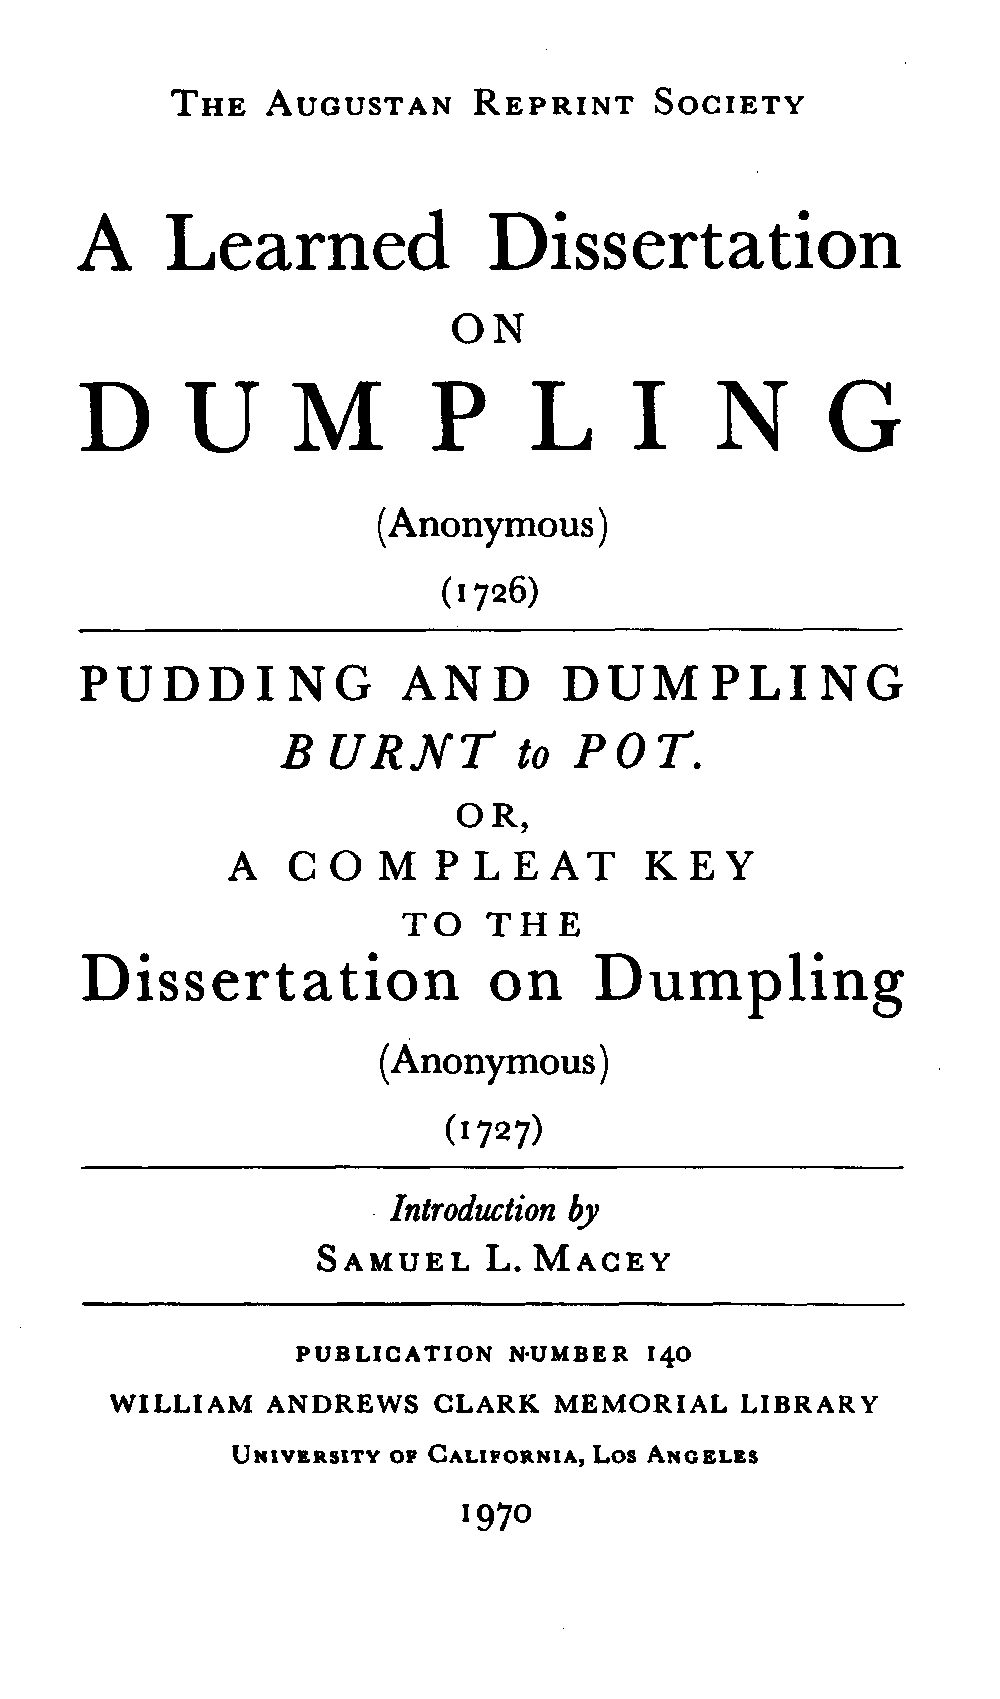 THE AUGUSTAN REPRINT SOCIETY
A Learned Dissertation
ON
DUMPLING
(Anonymous)
(1726)
PUDDING AND DUMPLING
BURNT to POT.
OR,
A COMPLEAT KEY
TO THE
Dissertation on Dumpling
(Anonymous)
(1727)
Introduction by
SAMUEL L. MACEY
PUBLICATION NUMBER 140
WILLIAM ANDREWS CLARK MEMORIAL LIBRARY
UNIVERSITY OF CALIFORNIA, LOS ANGELES
1970